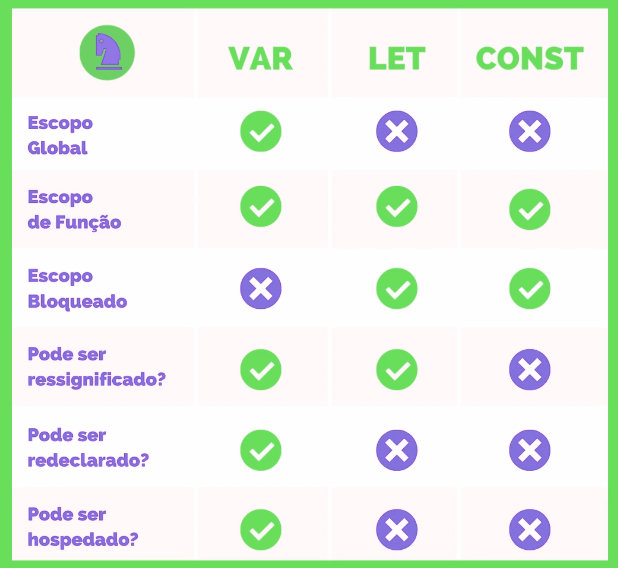 VAR LET CONST
Escopo
Global
Escopo
de Função
Escopo
Bloqueado
Pode ser
ressignificado?
Pode ser
redeclarado?
Pode ser
hospedado?